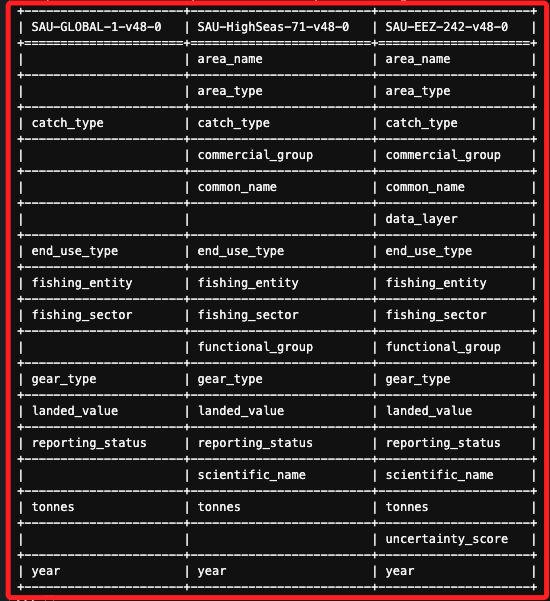 | SAU-GLOBAL-1-v48-0 | SAU-HighSeas-71-v48-0 | SAU-EEZ-242-v48-0 |
| | area_name | area_name |
| | area_type | area_type |
| catch_type | catch_type | catch_type |
| | commercial_group | commercial_group |
| | common_name | common_name |
| | | data_layer |
| end_use_type | end_use_type | end_use_type |
| fishing_entity | fishing_entity | fishing_entity |
| fishing_sector | fishing_sector | fishing_sector |
| | functional_group | functional_group |
| gear_type | gear_type | gear_type |
| landed_value | landed_value | landed_value |
| reporting_status | reporting_status | reporting_status |
| | scientific_name | scientific_name |
| tonnes | tonnes | tonnes |
| | | uncertainty_score |
| year | year | year |